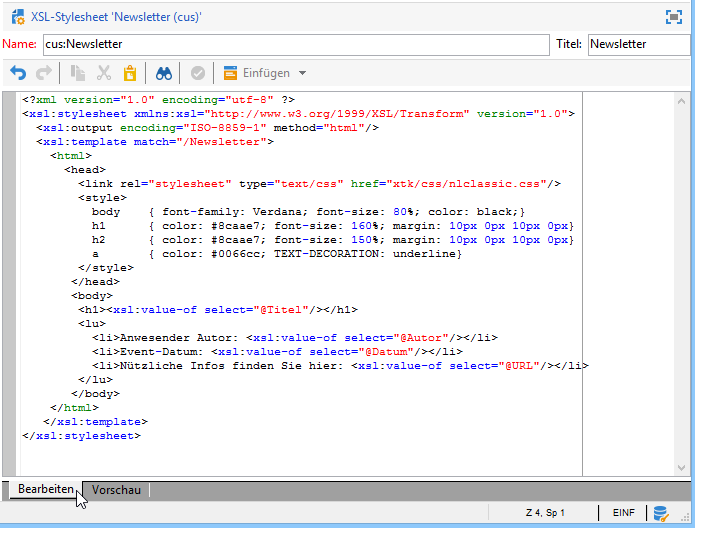 XSL-Stylesheet 'Newsletter (cus)'
Name: cus:Newsletter Titel: Newsletter
Einfügen
<?xml version="1.0" encoding="utf-8" ?>
<xsl:stylesheet xmlns:xsl="http://www.w3.org/1999/XSL/Transform" version="1.0">
  <xsl:output encoding="ISO-8859-1" method="html"/>
  <xsl:template match="/Newsletter">
    <html>
      <head>
        <link rel="stylesheet" type="text/css" href="xtk/css/nlclassic.css"/>
        <style>
          body    { font-family: Verdana; font-size: 80%; color: black;}
          h1      { color: #8caae7; font-size: 160%; margin: 10px 0px 10px 0px}
          h2      { color: #8caae7; font-size: 150%; margin: 10px 0px 10px 0px}
          a       { color: #0066cc; TEXT-DECORATION: underline}
        </style>
       </head>
       <body>
        <h1><xsl:value-of select="@Titel"/></h1>
        <lu>
          <li>Anwesender Autor: <xsl:value-of select="@Autor"/></li>
          <li>Event-Datum: <xsl:value-of select="@Datum"/></li>
          <li>Nützliche Infos finden Sie hier: <xsl:value-of select="@URL"/></li>
        </lu>
       </body>
    </html>
   </xsl:template>
</xsl:stylesheet>
Bearbeiten Vorschau
Z 4, Sp 1 EINF